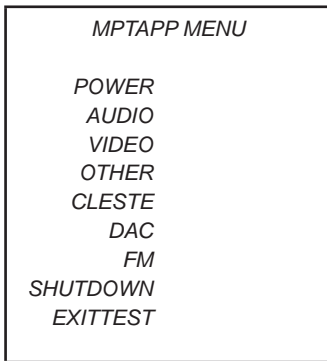 MPTAPP MENU
POWER
AUDIO
VIDEO
OTHER
CLESTE
DAC
FM
SHUTDOWN
EXITTEST